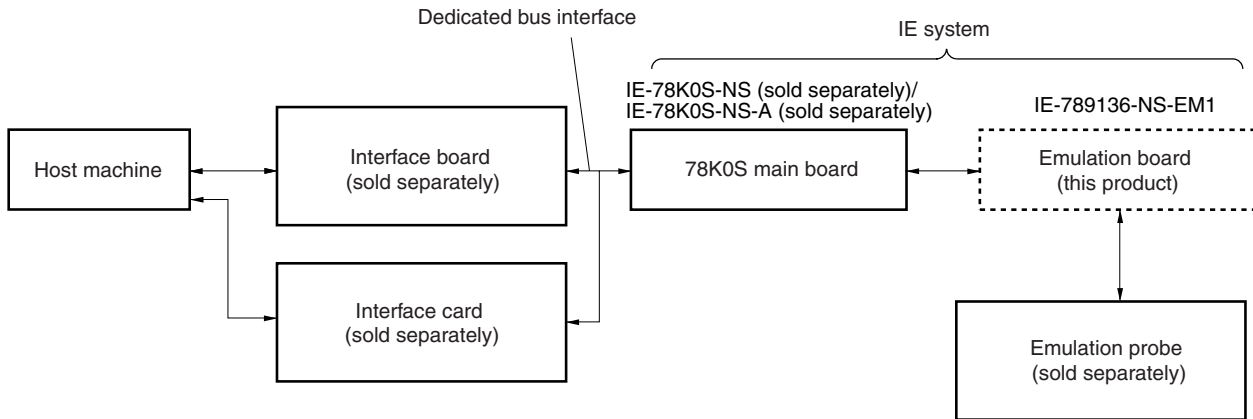 Dedicated bus interface
IE system
IE-78K0S-NS (sold separately)/
IE-78K0S-NS-A (sold separately)
IE-789136-NS-EM1
Host machine
Interface board
(sold separately)
78K0S main board
Emulation board
(this product)
Interface card
(sold separately)
Emulation probe
(sold separately)